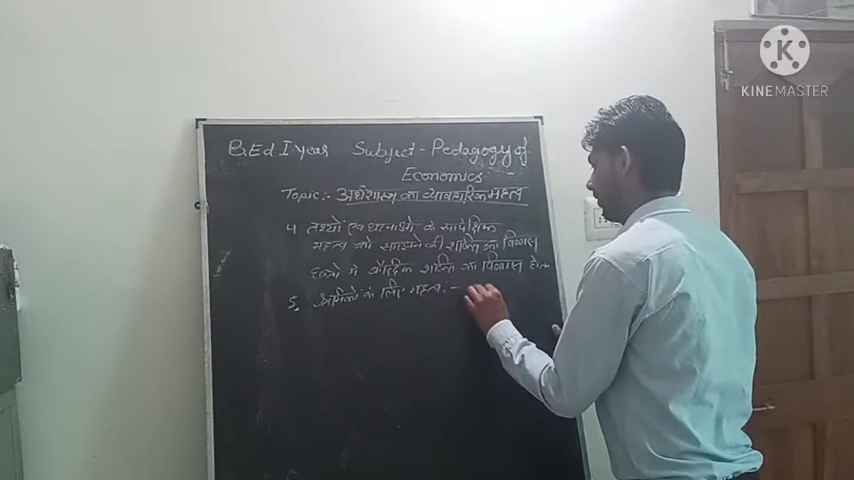 KINEMASTER
B.Ed. I year Subject - Pedagogy of
Economics
Topic:- अर्थशास्त्र का व्यावहारिक महत्व
4 तथ्यों एवं घटनाओं के सापेक्षिक
महत्व को समझने की शक्ति का विकास
छात्रों में बौद्धिक शक्ति का विकास होता
5. श्रमिकों के लिए महत्व :-